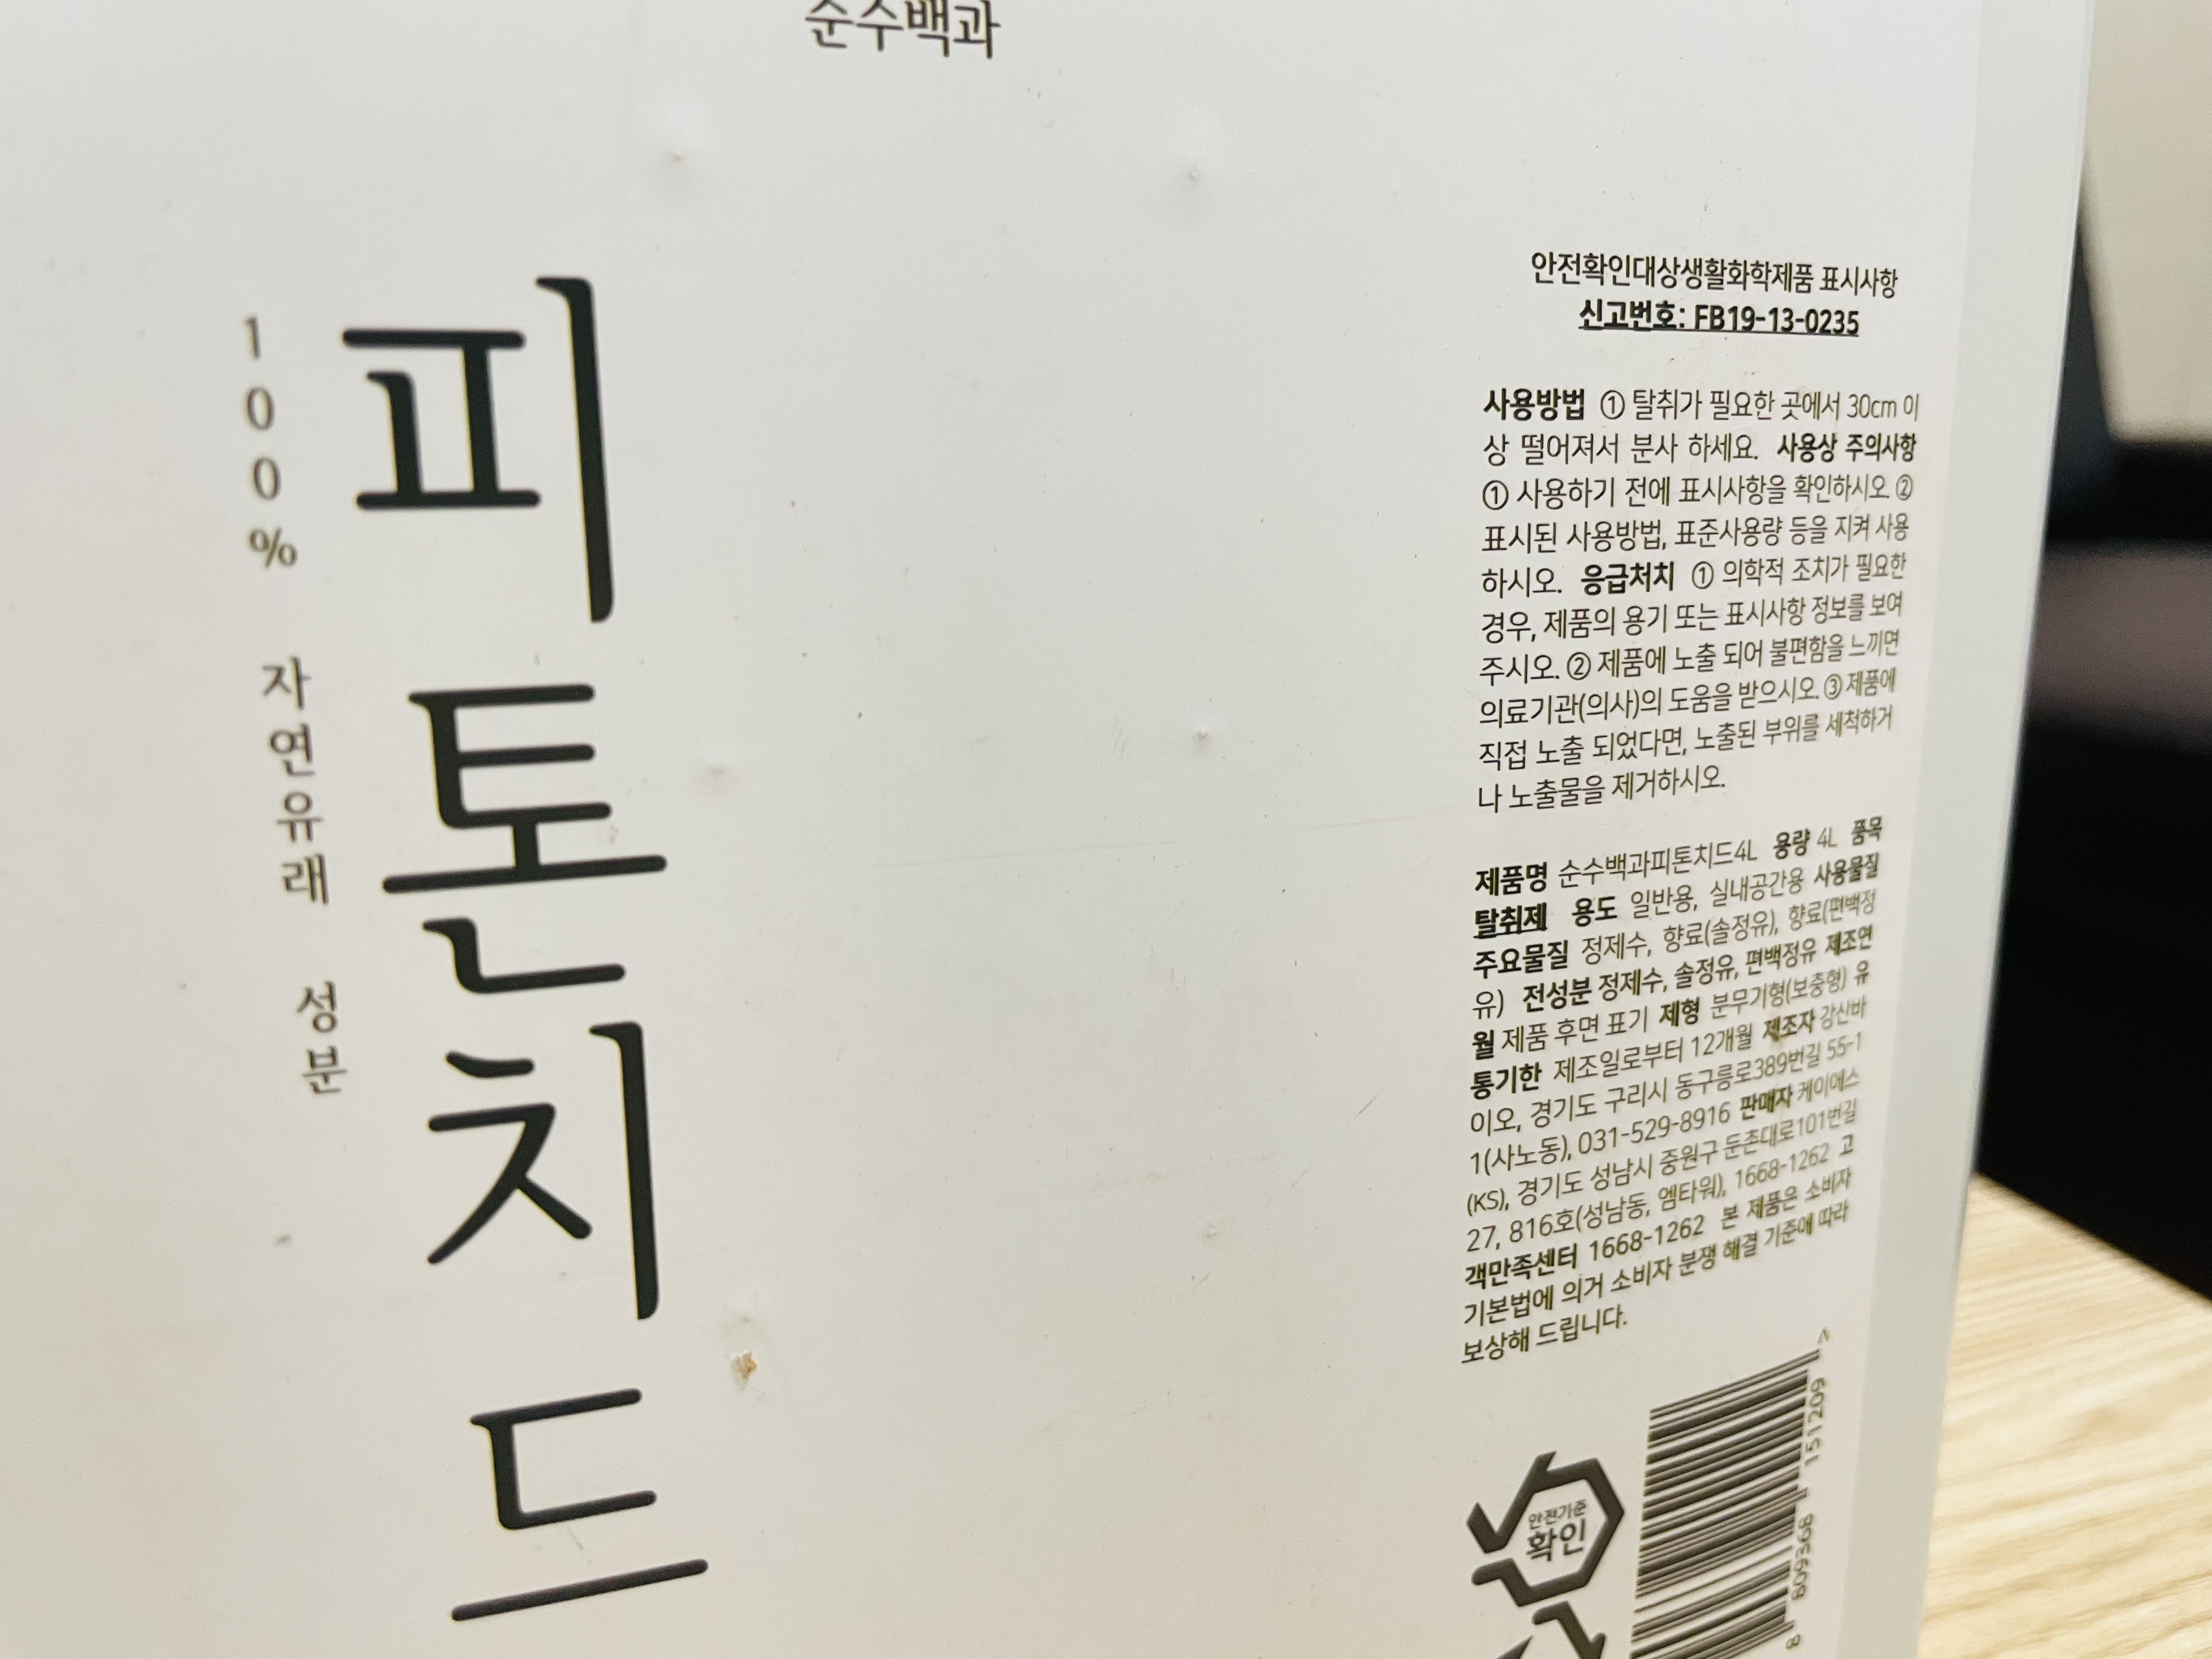 순수백과
피톤치드
100% 자연유래 성분
안전확인대상생활화학제품 표시사항
신고번호: FB19-13-0235
사용방법 ① 탈취가 필요한 곳에서 30cm 이
상 떨어져서 분사 하세요. 사용상 주의사항
① 사용하기 전에 표시사항을 확인하시오. ②
표시된 사용방법, 표준사용량 등을 지켜 사용
하시오. 응급처치 ① 의학적 조치가 필요한
경우, 제품의 용기 또는 표시사항 정보를 보여
주시오. ② 제품에 노출 되어 불편함을 느끼면
의료기관(의사)의 도움을 받으시오. ③ 제품에
직접 노출 되었다면, 노출된 부위를 세척하거
나 노출물을 제거하시오.
제품명 순수백과피톤치드4L 용량 4L 품목
탈취제 용도 일반용, 실내공간용 사용물질
주요물질 정제수, 향료(솔정유), 향료(편백정
유) 전성분 정제수, 솔정유, 편백정유 제조연
월 제품 후면 표기 제형 분무기형(보충형) 유
통기한 제조일로부터 12개월 제조자 강산바
이오, 경기도 구리시 동구릉로389번길 55-1
1(사노동), 031-529-8916 판매자 케이에스
(KS), 경기도 성남시 중원구 둔촌대로101번길
27, 816호(성남동, 엠타워), 1668-1262 고
객만족센터 1668-1262 본 제품은 소비자
기본법에 의거 소비자 분쟁 해결 기준에 따라
보상해 드립니다.
안전기준
확인
8 809368 151209 >